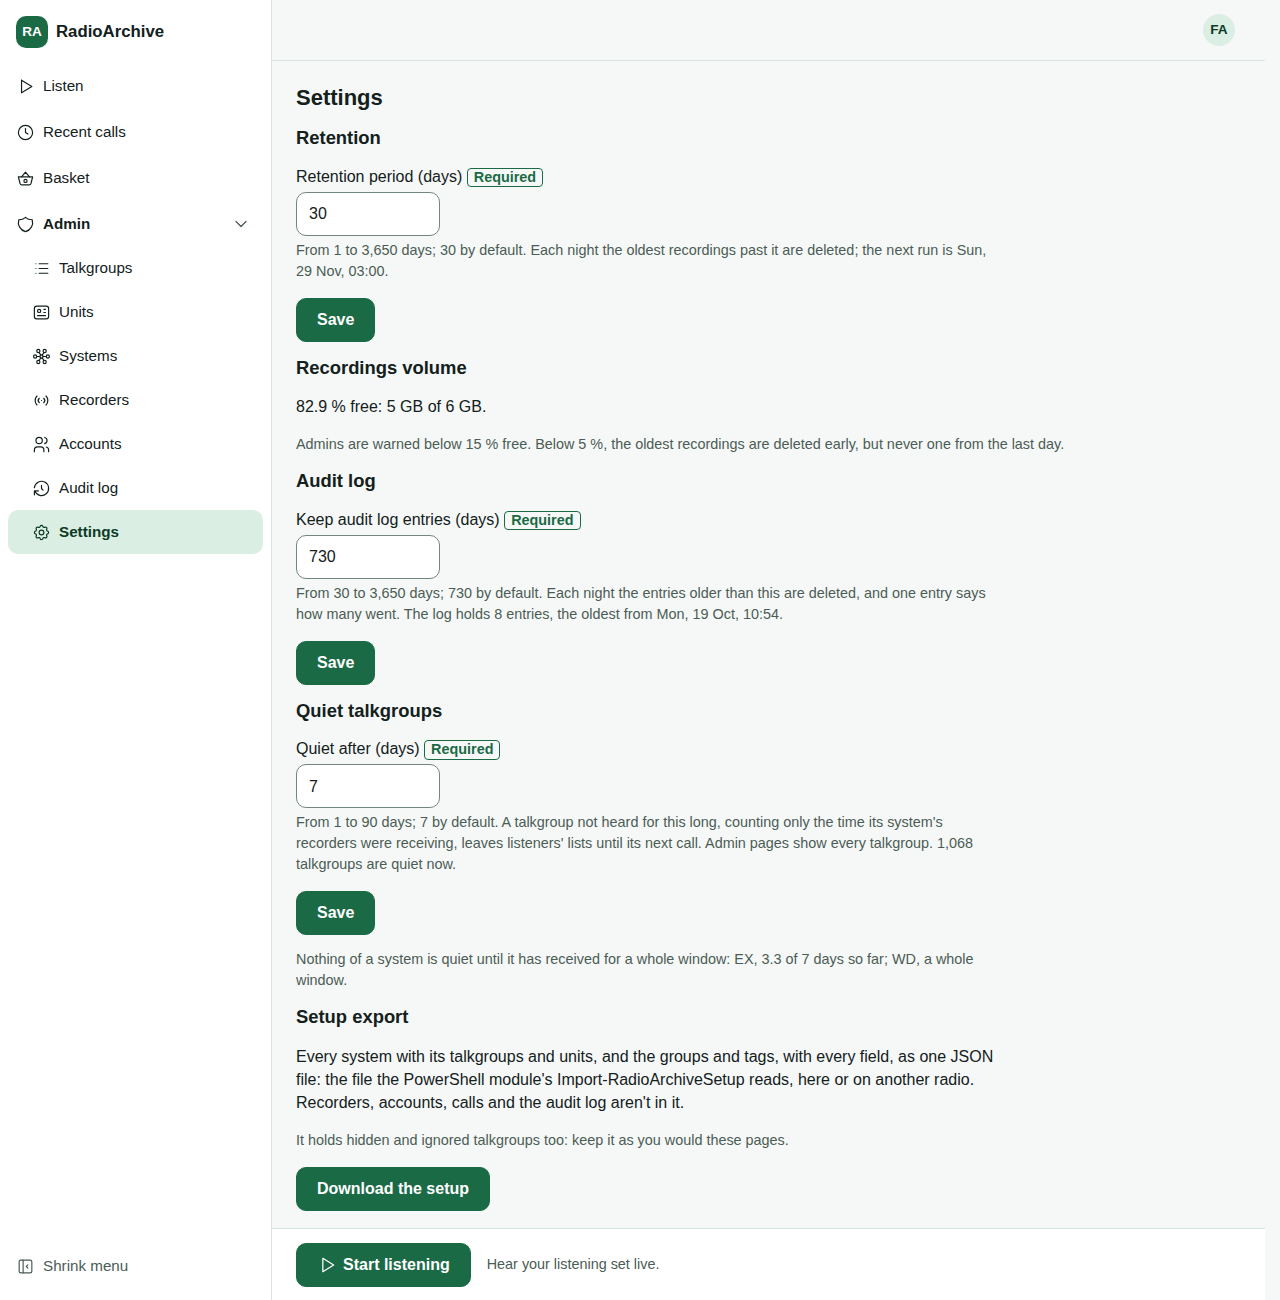 RA RadioArchive
FA
Listen
Recent calls
Basket
Admin
Talkgroups
Units
Systems
Recorders
Accounts
Audit log
Settings
Shrink menu
Settings
Retention
Retention period (days) Required
30
From 1 to 3,650 days; 30 by default. Each night the oldest recordings past it are deleted; the next run is Sun,
29 Nov, 03:00.
Save
Recordings volume
82.9 % free: 5 GB of 6 GB.
Admins are warned below 15 % free. Below 5 %, the oldest recordings are deleted early, but never one from the last day.
Audit log
Keep audit log entries (days) Required
730
From 30 to 3,650 days; 730 by default. Each night the entries older than this are deleted, and one entry says
how many went. The log holds 8 entries, the oldest from Mon, 19 Oct, 10:54.
Save
Quiet talkgroups
Quiet after (days) Required
7
From 1 to 90 days; 7 by default. A talkgroup not heard for this long, counting only the time its system's
recorders were receiving, leaves listeners' lists until its next call. Admin pages show every talkgroup. 1,068
talkgroups are quiet now.
Save
Nothing of a system is quiet until it has received for a whole window: EX, 3.3 of 7 days so far; WD, a whole
window.
Setup export
Every system with its talkgroups and units, and the groups and tags, with every field, as one JSON
file: the file the PowerShell module's Import-RadioArchiveSetup reads, here or on another radio.
Recorders, accounts, calls and the audit log aren't in it.
It holds hidden and ignored talkgroups too: keep it as you would these pages.
Download the setup
Start listening
Hear your listening set live.